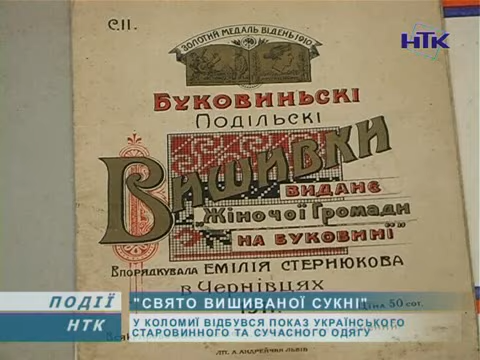 С.II.
ЗОЛОТИЙ МЕДАЛЬ ВІДЕНЬ 1910
НТК
БУКОВИНЬСКІ
ПОДІЛЬСКІ
ВИШИВКИ
ВИДАНЄ
„ЖІНОЧОЇ ГРОМАДИ
НА БУКОВИНЇ"
ВПОРЯДКУВАЛА ЕМІЛІЯ СТЕРНЮКОВА
В ЧЕРНІВЦЯХ
ЦІНА 50 СОТ.
ПОДІЇ
НТК
"СВЯТО ВИШИВАНОЇ СУКНІ"
У КОЛОМИЇ ВІДБУВСЯ ПОКАЗ УКРАЇНСЬКОГО
СТАРОВИННОГО ТА СУЧАСНОГО ОДЯГУ
ЛІТ. А. АНДРЕЙЧИН ЛЬВІВ